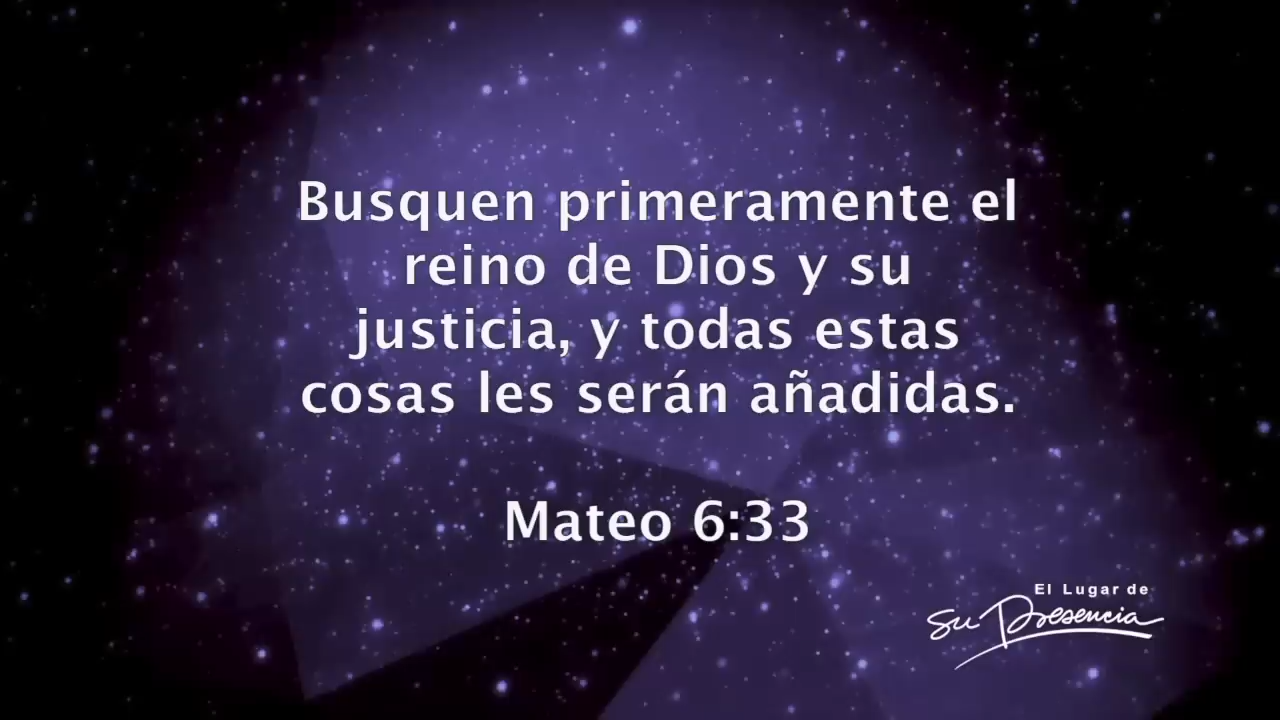 Busquen primeramente el
reino de Dios y su
justicia, y todas estas
cosas les serán añadidas.
Mateo 6:33
El Lugar de
Su Presencia